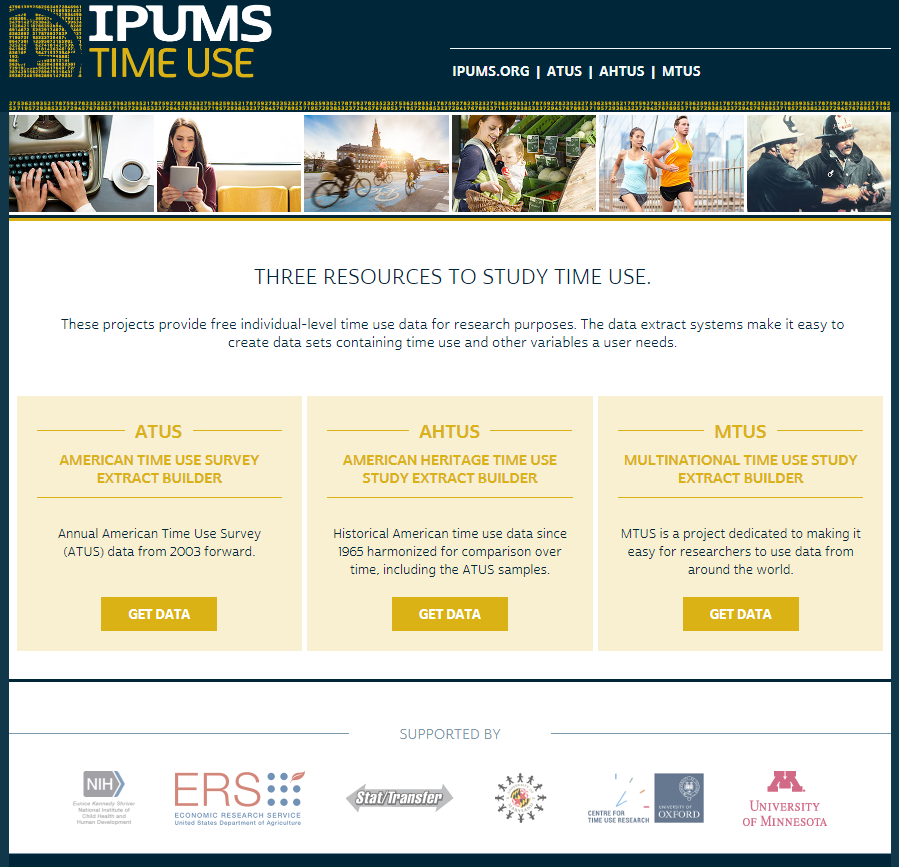 IPUMS
TIME USE
IPUMS.ORG | ATUS | AHTUS | MTUS
THREE RESOURCES TO STUDY TIME USE.
These projects provide free individual-level time use data for research purposes. The data extract systems make it easy to
create data sets containing time use and other variables a user needs.
ATUS
AMERICAN TIME USE SURVEY
EXTRACT BUILDER
Annual American Time Use Survey
(ATUS) data from 2003 forward.
GET DATA
AHTUS
AMERICAN HERITAGE TIME USE
STUDY EXTRACT BUILDER
Historical American time use data since
1965 harmonized for comparison over
time, including the ATUS samples.
GET DATA
MTUS
MULTINATIONAL TIME USE STUDY
EXTRACT BUILDER
MTUS is a project dedicated to making it
easy for researchers to use data from
around the world.
GET DATA
SUPPORTED BY
NIH
Eunice Kennedy Shriver
National Institute of
Child Health and
Human Development
ERS
ECONOMIC RESEARCH SERVICE
United States Department of Agriculture
Stat/Transfer
CENTRE FOR
TIME USE RESEARCH
UNIVERSITY OF
OXFORD
M
UNIVERSITY
OF MINNESOTA